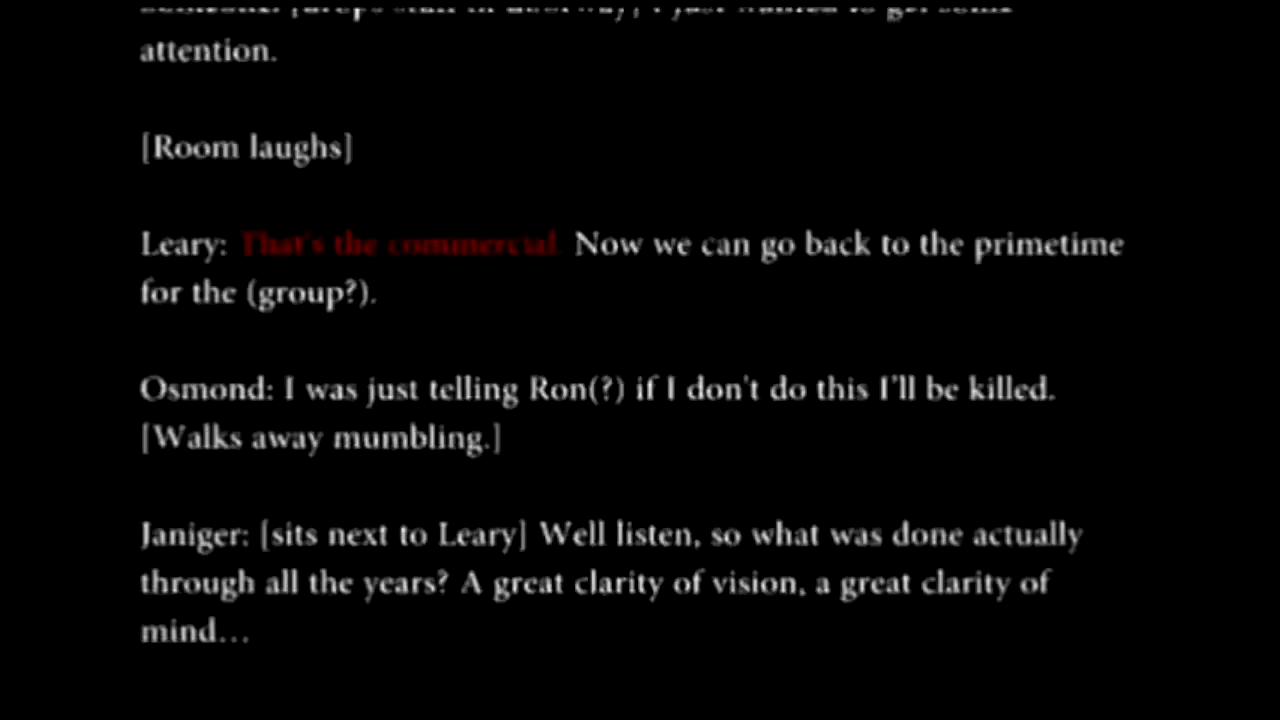 attention.
[Room laughs]
Leary: That's the commercial. Now we can go back to the primetime
for the (group?).
Osmond: I was just telling Ron(?) if I don't do this I'll be killed.
[Walks away mumbling.]
Janiger: [sits next to Leary] Well listen, so what was done actually
through all the years? A great clarity of vision, a great clarity of
mind...